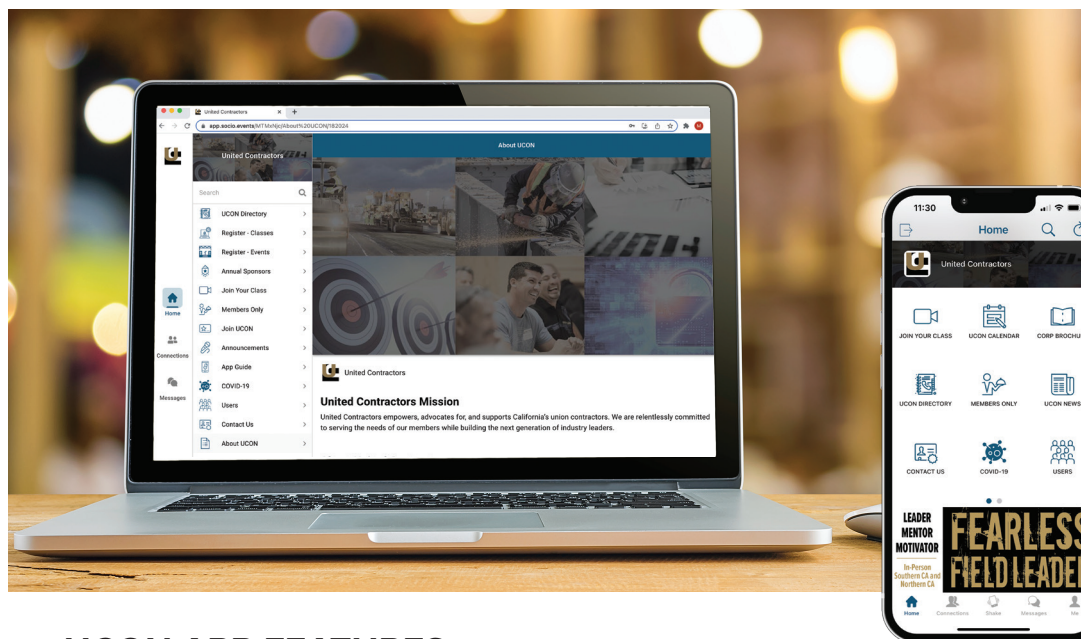 United Contractors
app.socio.events/MTMxNjc/About%20UCON/182024
United Contractors
About UCON
Search
UCON Directory
Register - Classes
Register - Events
Annual Sponsors
Join Your Class
Members Only
Join UCON
Announcements
App Guide
COVID-19
Users
Contact Us
About UCON
Home
Connections
Messages
United Contractors
United Contractors Mission
United Contractors empowers, advocates for, and supports California's union contractors. We are relentlessly committed
to serving the needs of our members while building the next generation of industry leaders.
11:30
Home
United Contractors
JOIN YOUR CLASS
UCON CALENDAR
CORP BROCHU
UCON DIRECTORY
MEMBERS ONLY
UCON NEWS
CONTACT US
COVID-19
USERS
LEADER
MENTOR
MOTIVATOR
In-Person
Southern CA and
Northern CA
FEARLESS
FIELD LEADER
Home
Connections
Shake
Messages
Me